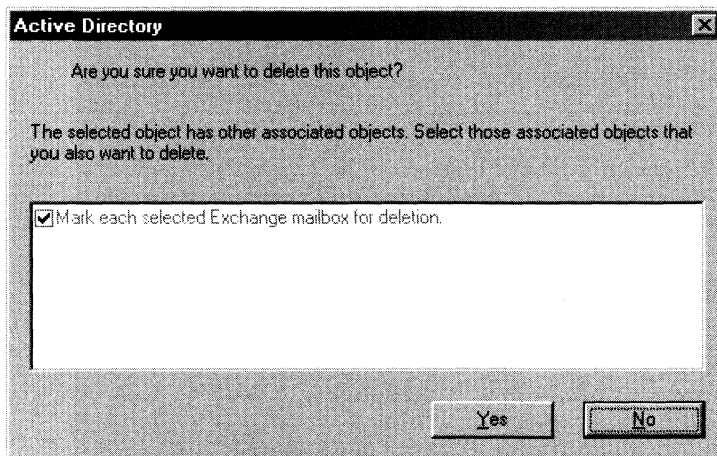 Active Directory
Are you sure you want to delete this object?
The selected object has other associated objects. Select those associated objects that
you also want to delete.
Mark each selected Exchange mailbox for deletion.
Yes
No